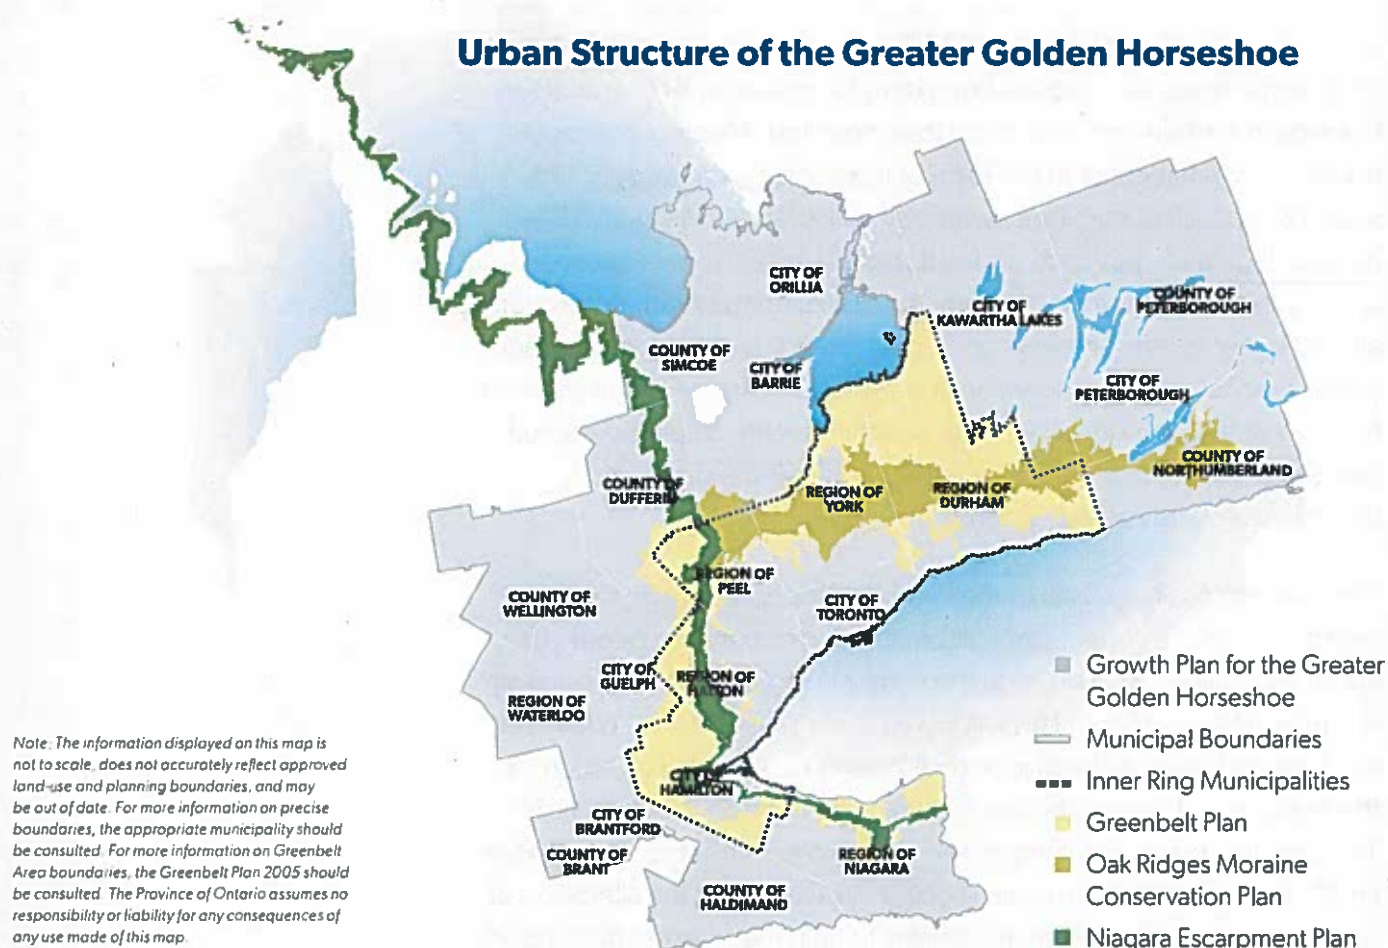 Urban Structure of the Greater Golden Horseshoe
CITY OF
ORILLIA
CITY OF
KAWARTHA LAKES
COUNTY OF
PETERBOROUGH
COUNTY OF
SIMCOE
CITY OF
BARRIE
CITY OF
PETERBOROUGH
COUNTY OF
NORTHUMBERLAND
COUNTY OF
DUFFERIN
REGION OF
YORK
REGION OF
DURHAM
REGION OF
PEEL
COUNTY OF
WELLINGTON
CITY OF
TORONTO
CITY OF
GUELPH
REGION OF
HALTON
REGION OF
WATERLOO
CITY OF
HAMILTON
CITY OF
BRANTFORD
COUNTY OF
BRANT
REGION OF
NIAGARA
COUNTY OF
HALDIMAND
Growth Plan for the Greater
Golden Horseshoe
Municipal Boundaries
Inner Ring Municipalities
Greenbelt Plan
Oak Ridges Moraine
Conservation Plan
Niagara Escarpment Plan
Note: The information displayed on this map is
not to scale, does not accurately reflect approved
land-use and planning boundaries, and may
be out of date. For more information on precise
boundaries, the appropriate municipality should
be consulted. For more information on Greenbelt
Area boundaries, the Greenbelt Plan 2005 should
be consulted. The Province of Ontario assumes no
responsibility or liability for any consequences of
any use made of this map.